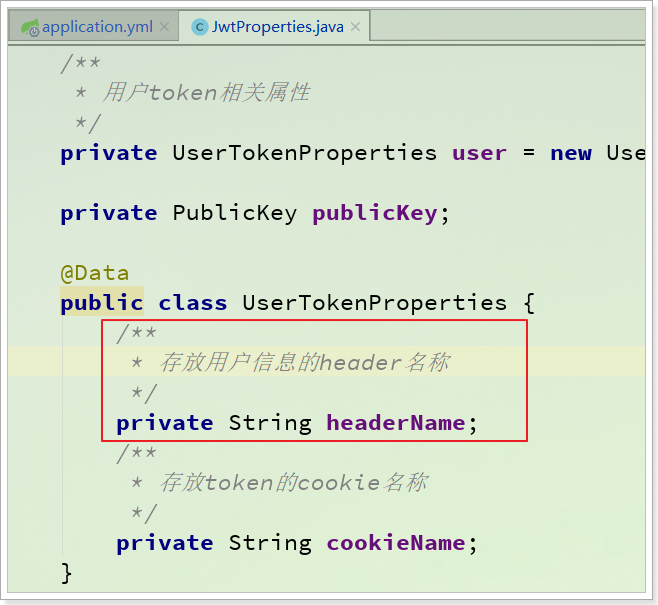 application.yml
JwtProperties.java
/**
* 用户token相关属性
*/
private UserTokenProperties user = new Use
private PublicKey publicKey;
@Data
public class UserTokenProperties {
/**
* 存放用户信息的header名称
*/
private String headerName;
/**
* 存放token的cookie名称
*/
private String cookieName;
}